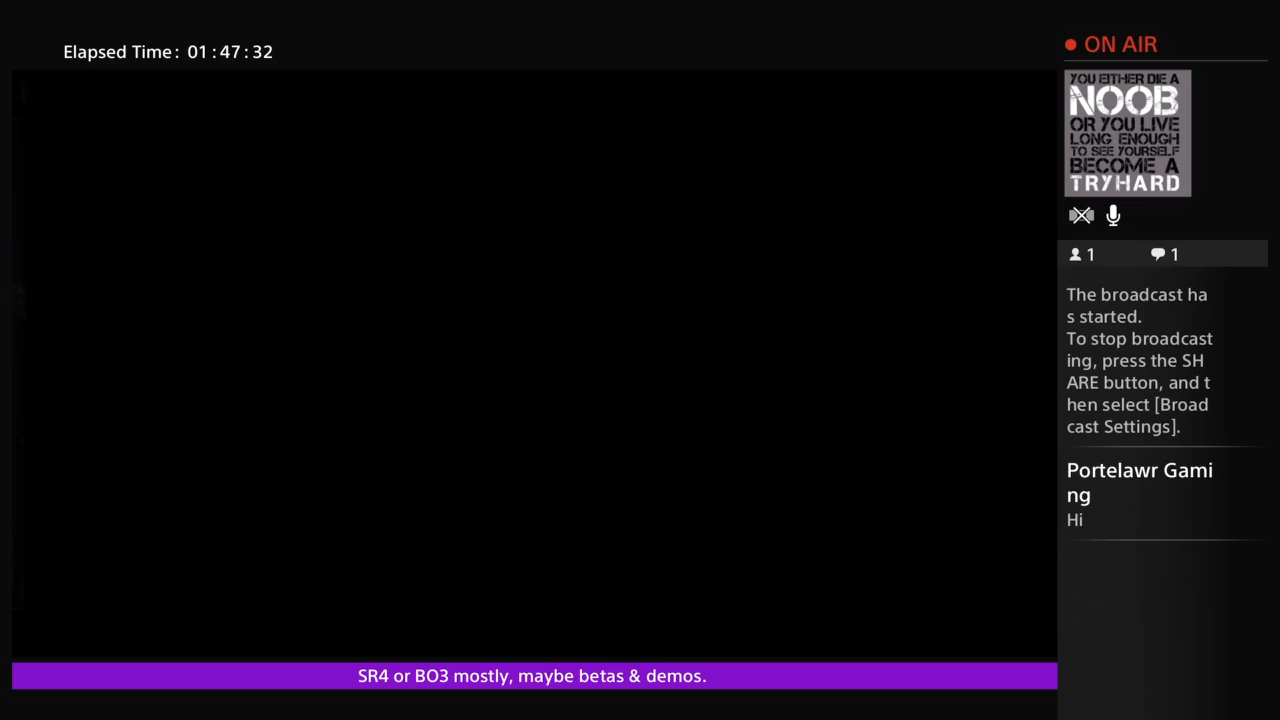 Elapsed Time: 01:47:32
ON AIR
YOU EITHER DIE A
NOOB
OR YOU LIVE
LONG ENOUGH
TO SEE YOURSELF
BECOME A
TRYHARD
1 1
The broadcast ha
s started.
To stop broadcast
ing, press the SH
ARE button, and t
hen select [Broad
cast Settings].
Portelawr Gami
ng
Hi
SR4 or BO3 mostly, maybe betas & demos.